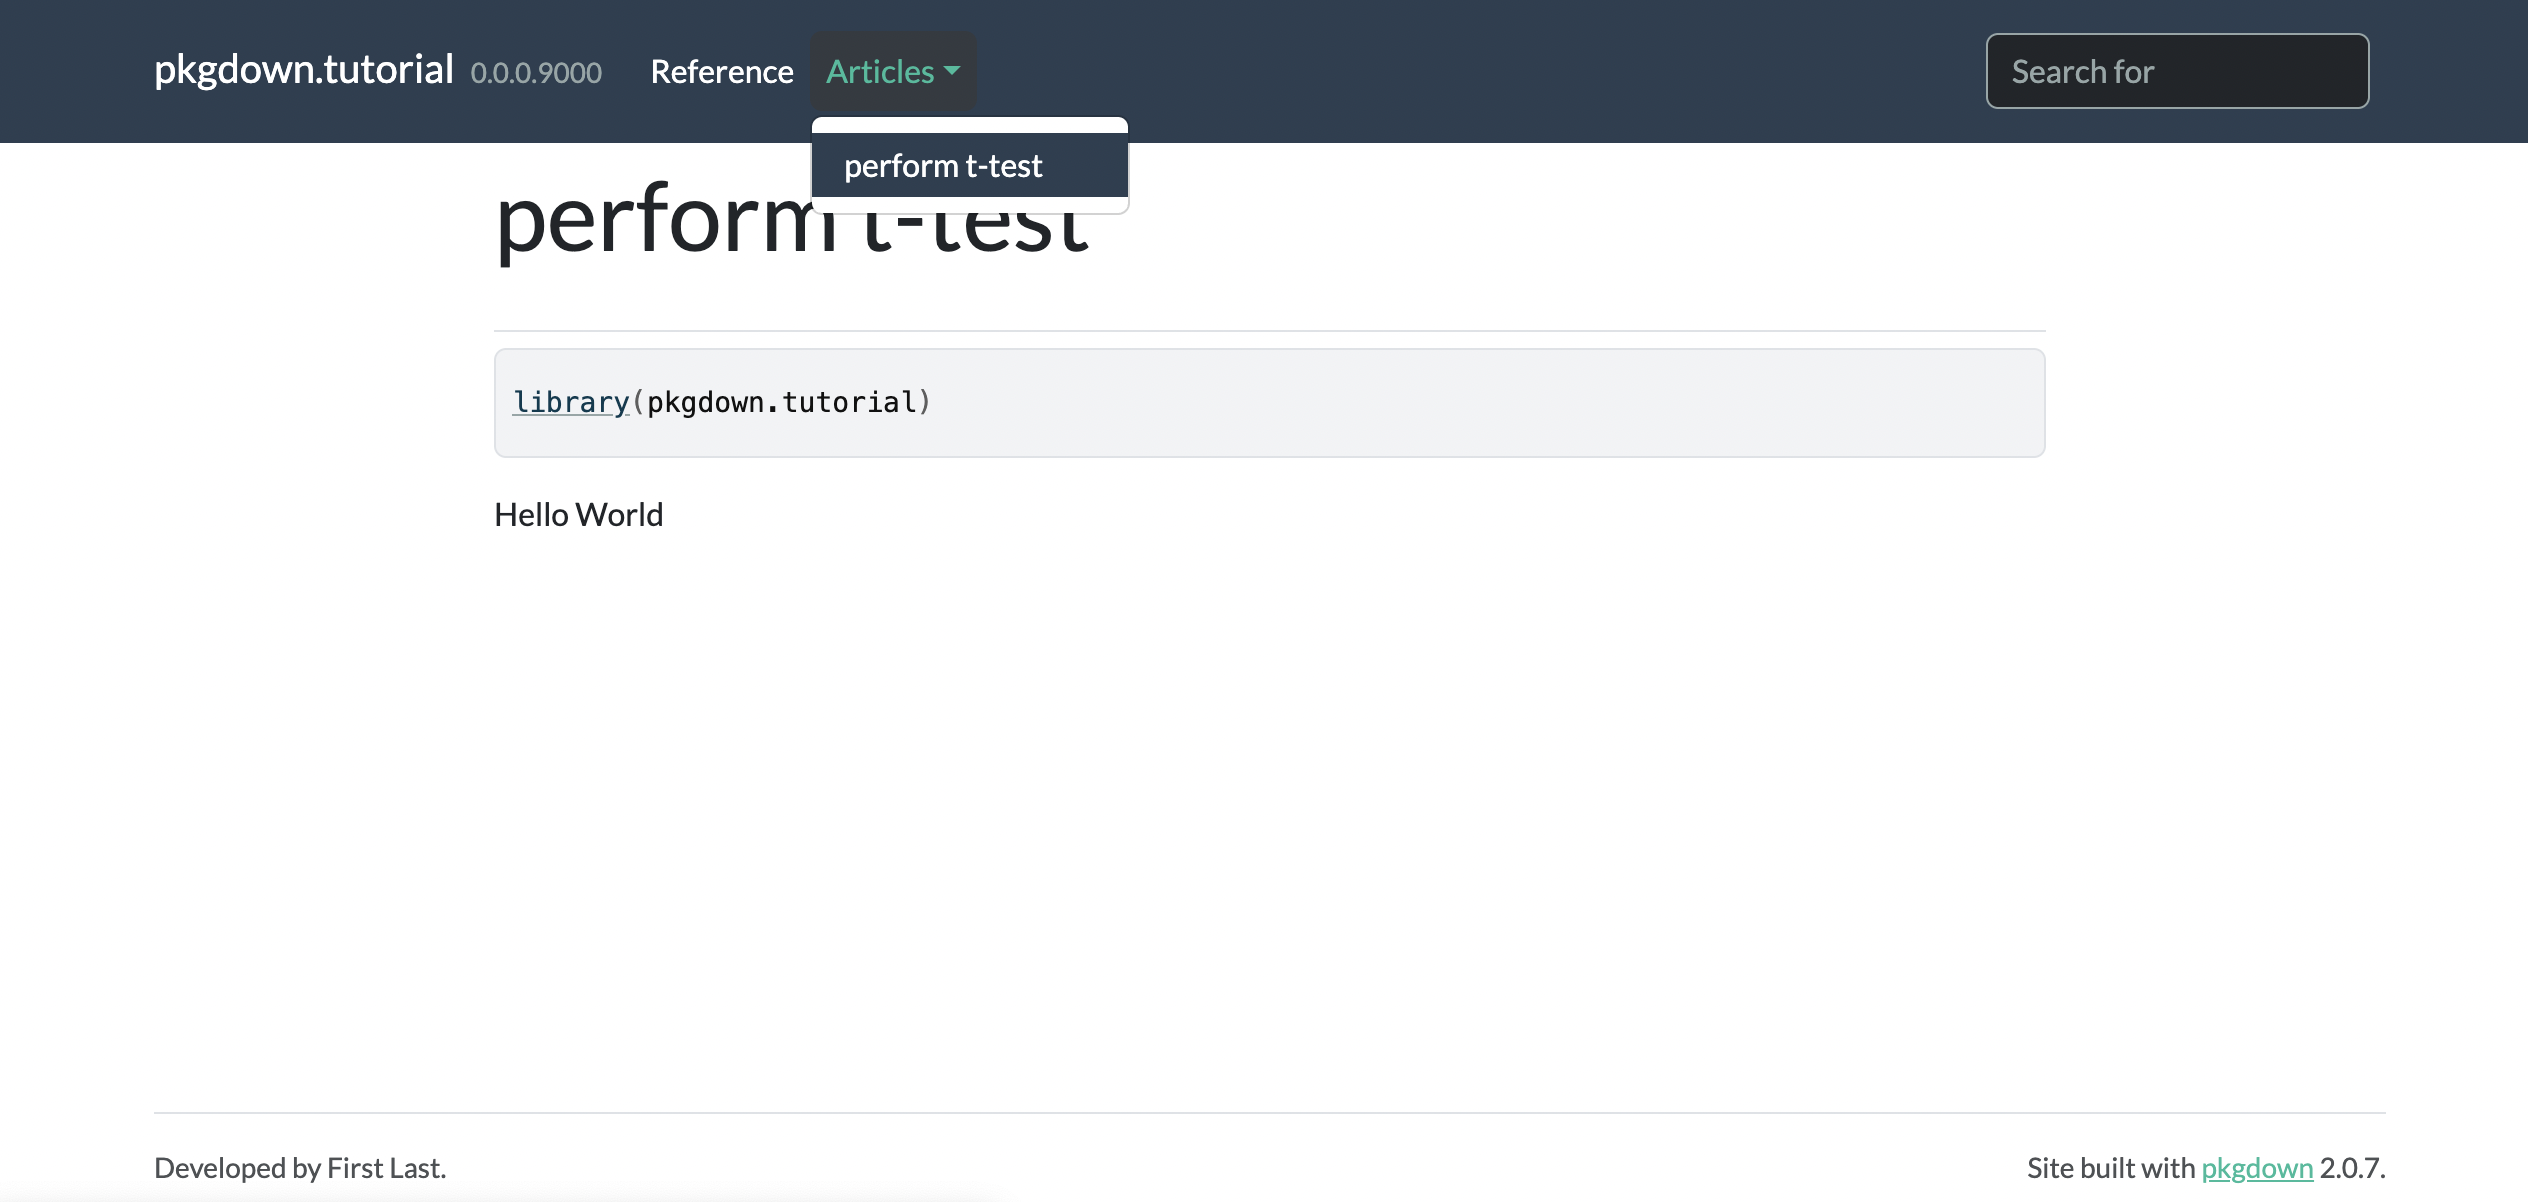 pkgdown.tutorial 0.0.0.9000 Reference Articles Search for
perform t-test
perform t-test
library(pkgdown.tutorial)
Hello World
Developed by First Last.
Site built with pkgdown 2.0.7.